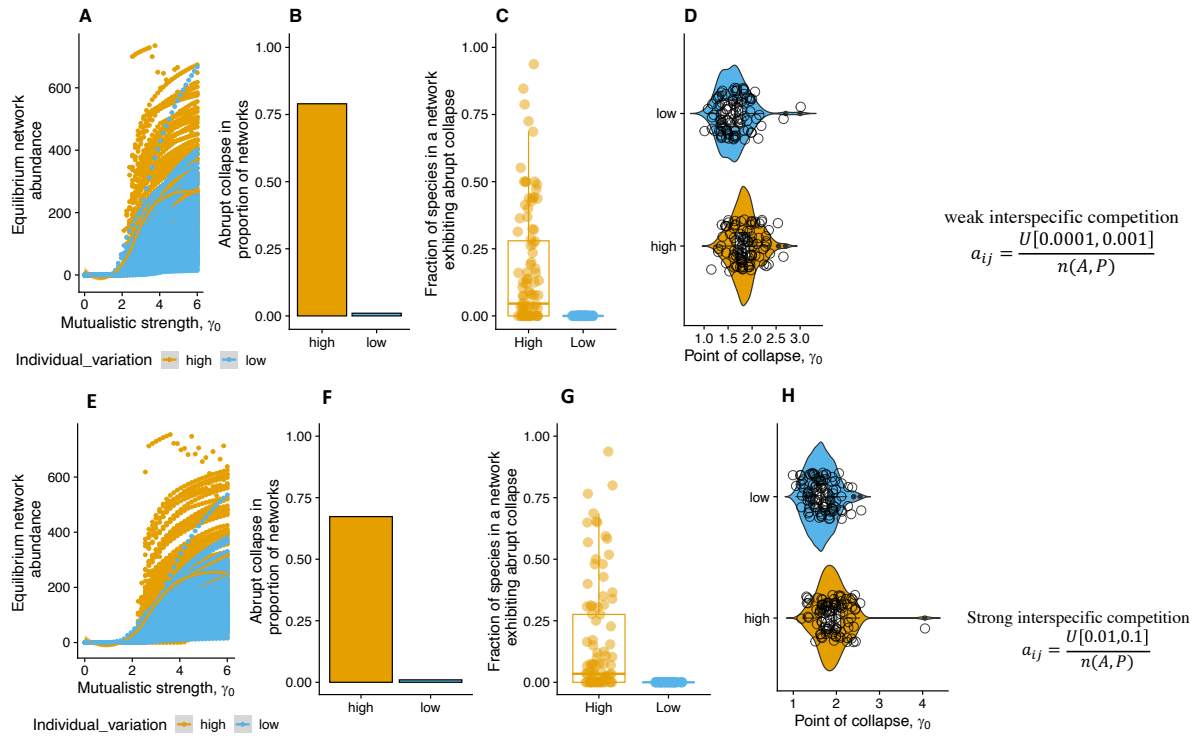 A
B
C
D
Equilibrium network
abundance
600
400
200
0
0
2
4
6
Mutualistic strength, γ0
Individual_variation
high
low
Abrupt collapse in
proportion of networks
1.00
0.75
0.50
0.25
0.00
high
low
Fraction of species in a network
exhibiting abrupt collapse
1.00
0.75
0.50
0.25
0.00
High
Low
low
high
1.0 1.5 2.0 2.5 3.0
Point of collapse, γ0
weak interspecific competition
a_ij = U[0.0001, 0.001] / n(A, P)
E
F
G
H
Equilibrium network
abundance
600
400
200
0
0
2
4
6
Mutualistic strength, γ0
Individual_variation
high
low
Abrupt collapse in
proportion of networks
1.00
0.75
0.50
0.25
0.00
high
low
Fraction of species in a network
exhibiting abrupt collapse
1.00
0.75
0.50
0.25
0.00
High
Low
low
high
1 2 3 4
Point of collapse, γ0
Strong interspecific competition
a_ij = U[0.01,0.1] / n(A, P)